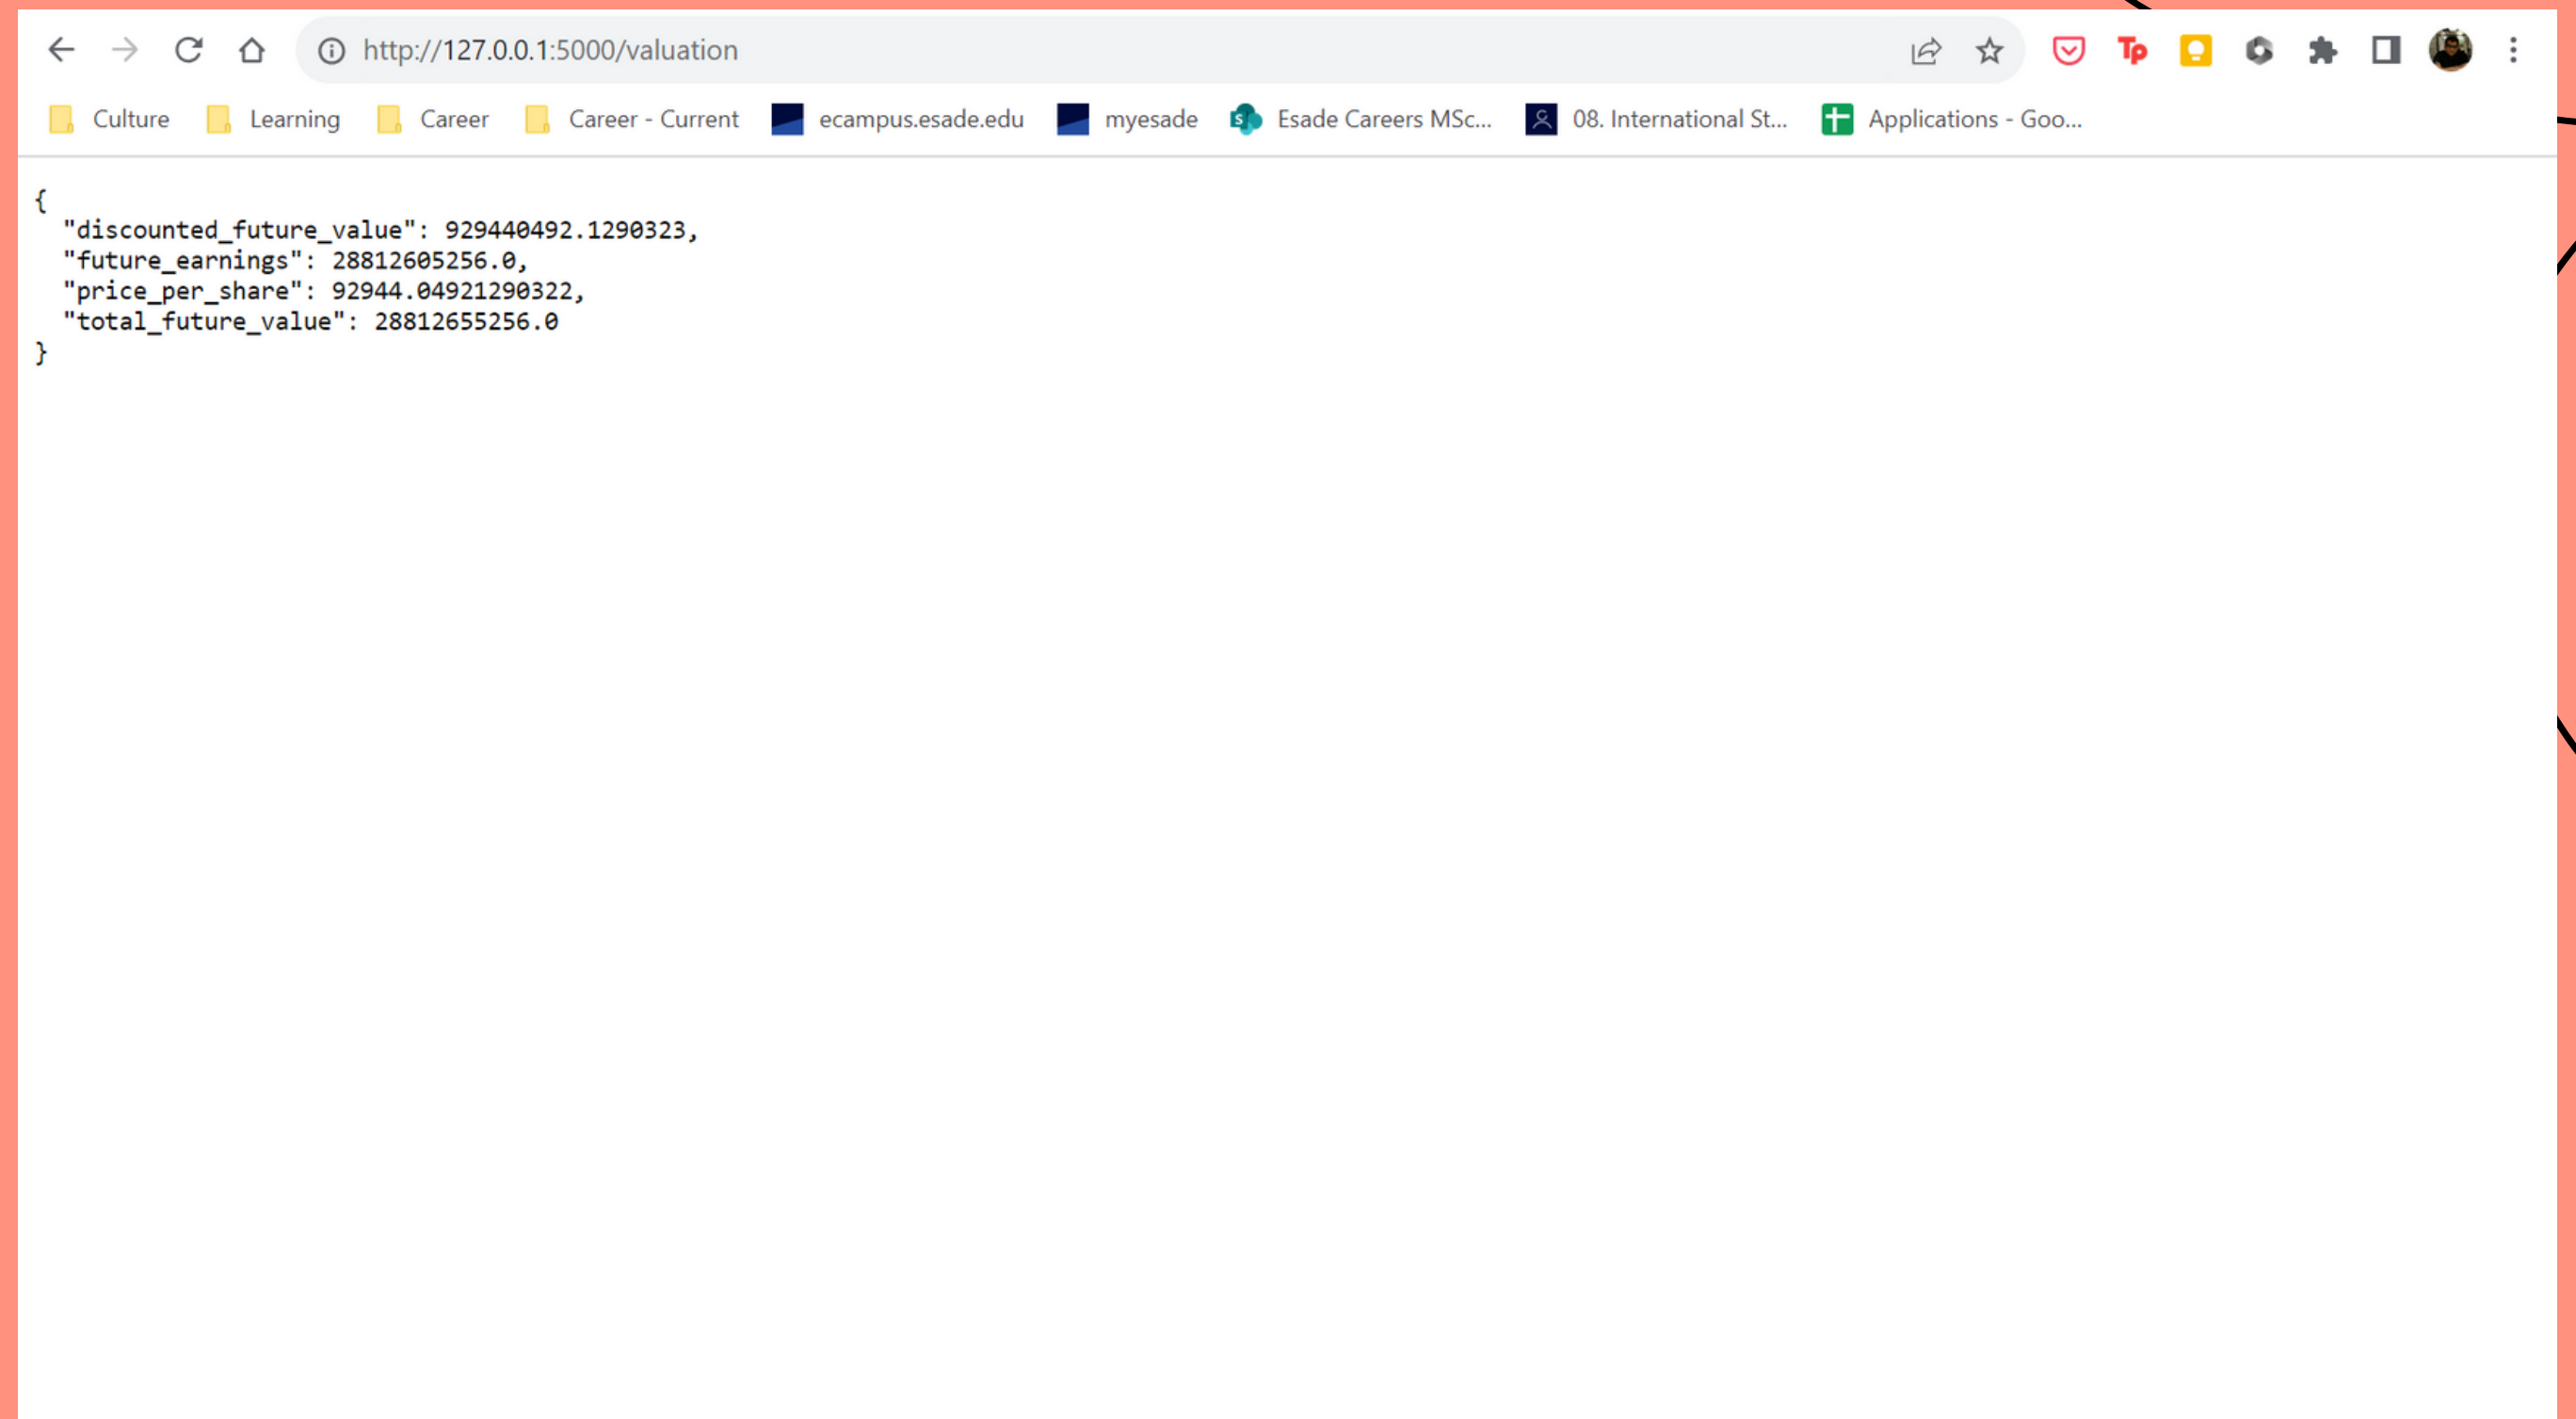 http://127.0.0.1:5000/valuation
Tp
Culture Learning Career Career - Current ecampus.esade.edu myesade Esade Careers MSc... 08. International St... Applications - Goo...
{
"discounted_future_value": 929440492.1290323,
"future_earnings": 28812605256.0,
"price_per_share": 92944.04921290322,
"total_future_value": 28812655256.0
}